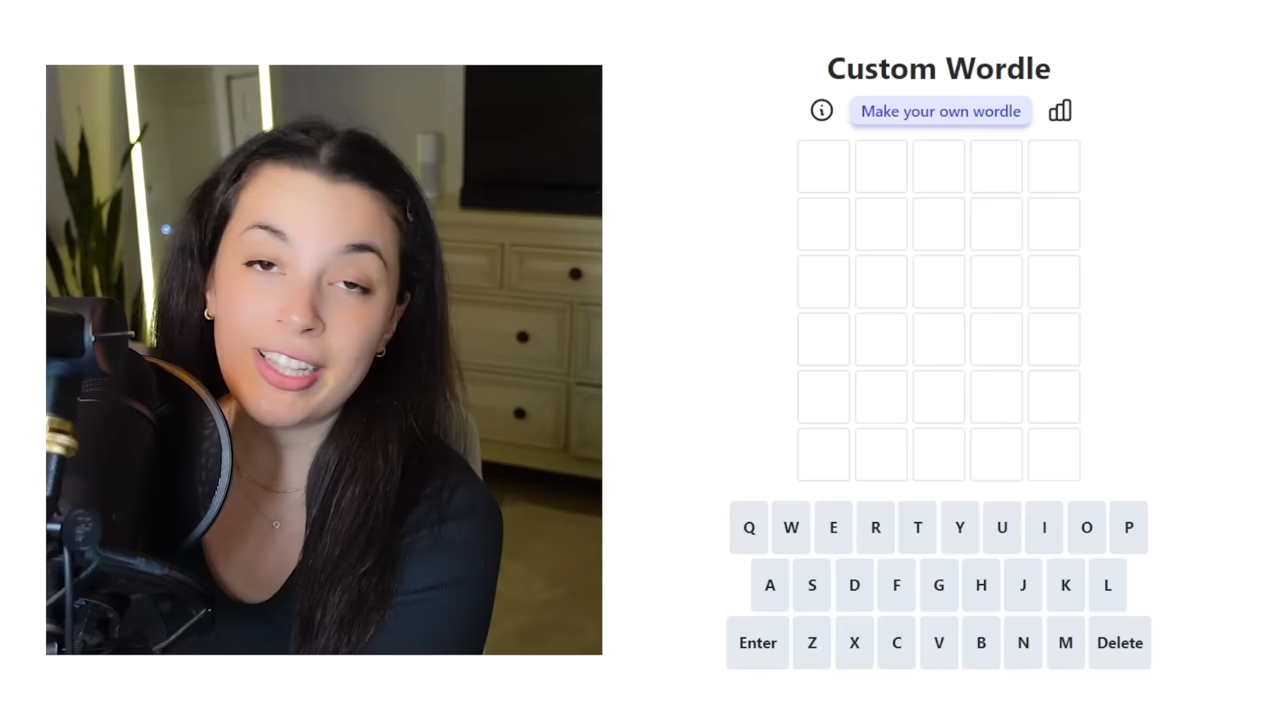 Custom Wordle
Make your own wordle
Q W E R T Y U I O P
A S D F G H J K L
Enter Z X C V B N M Delete